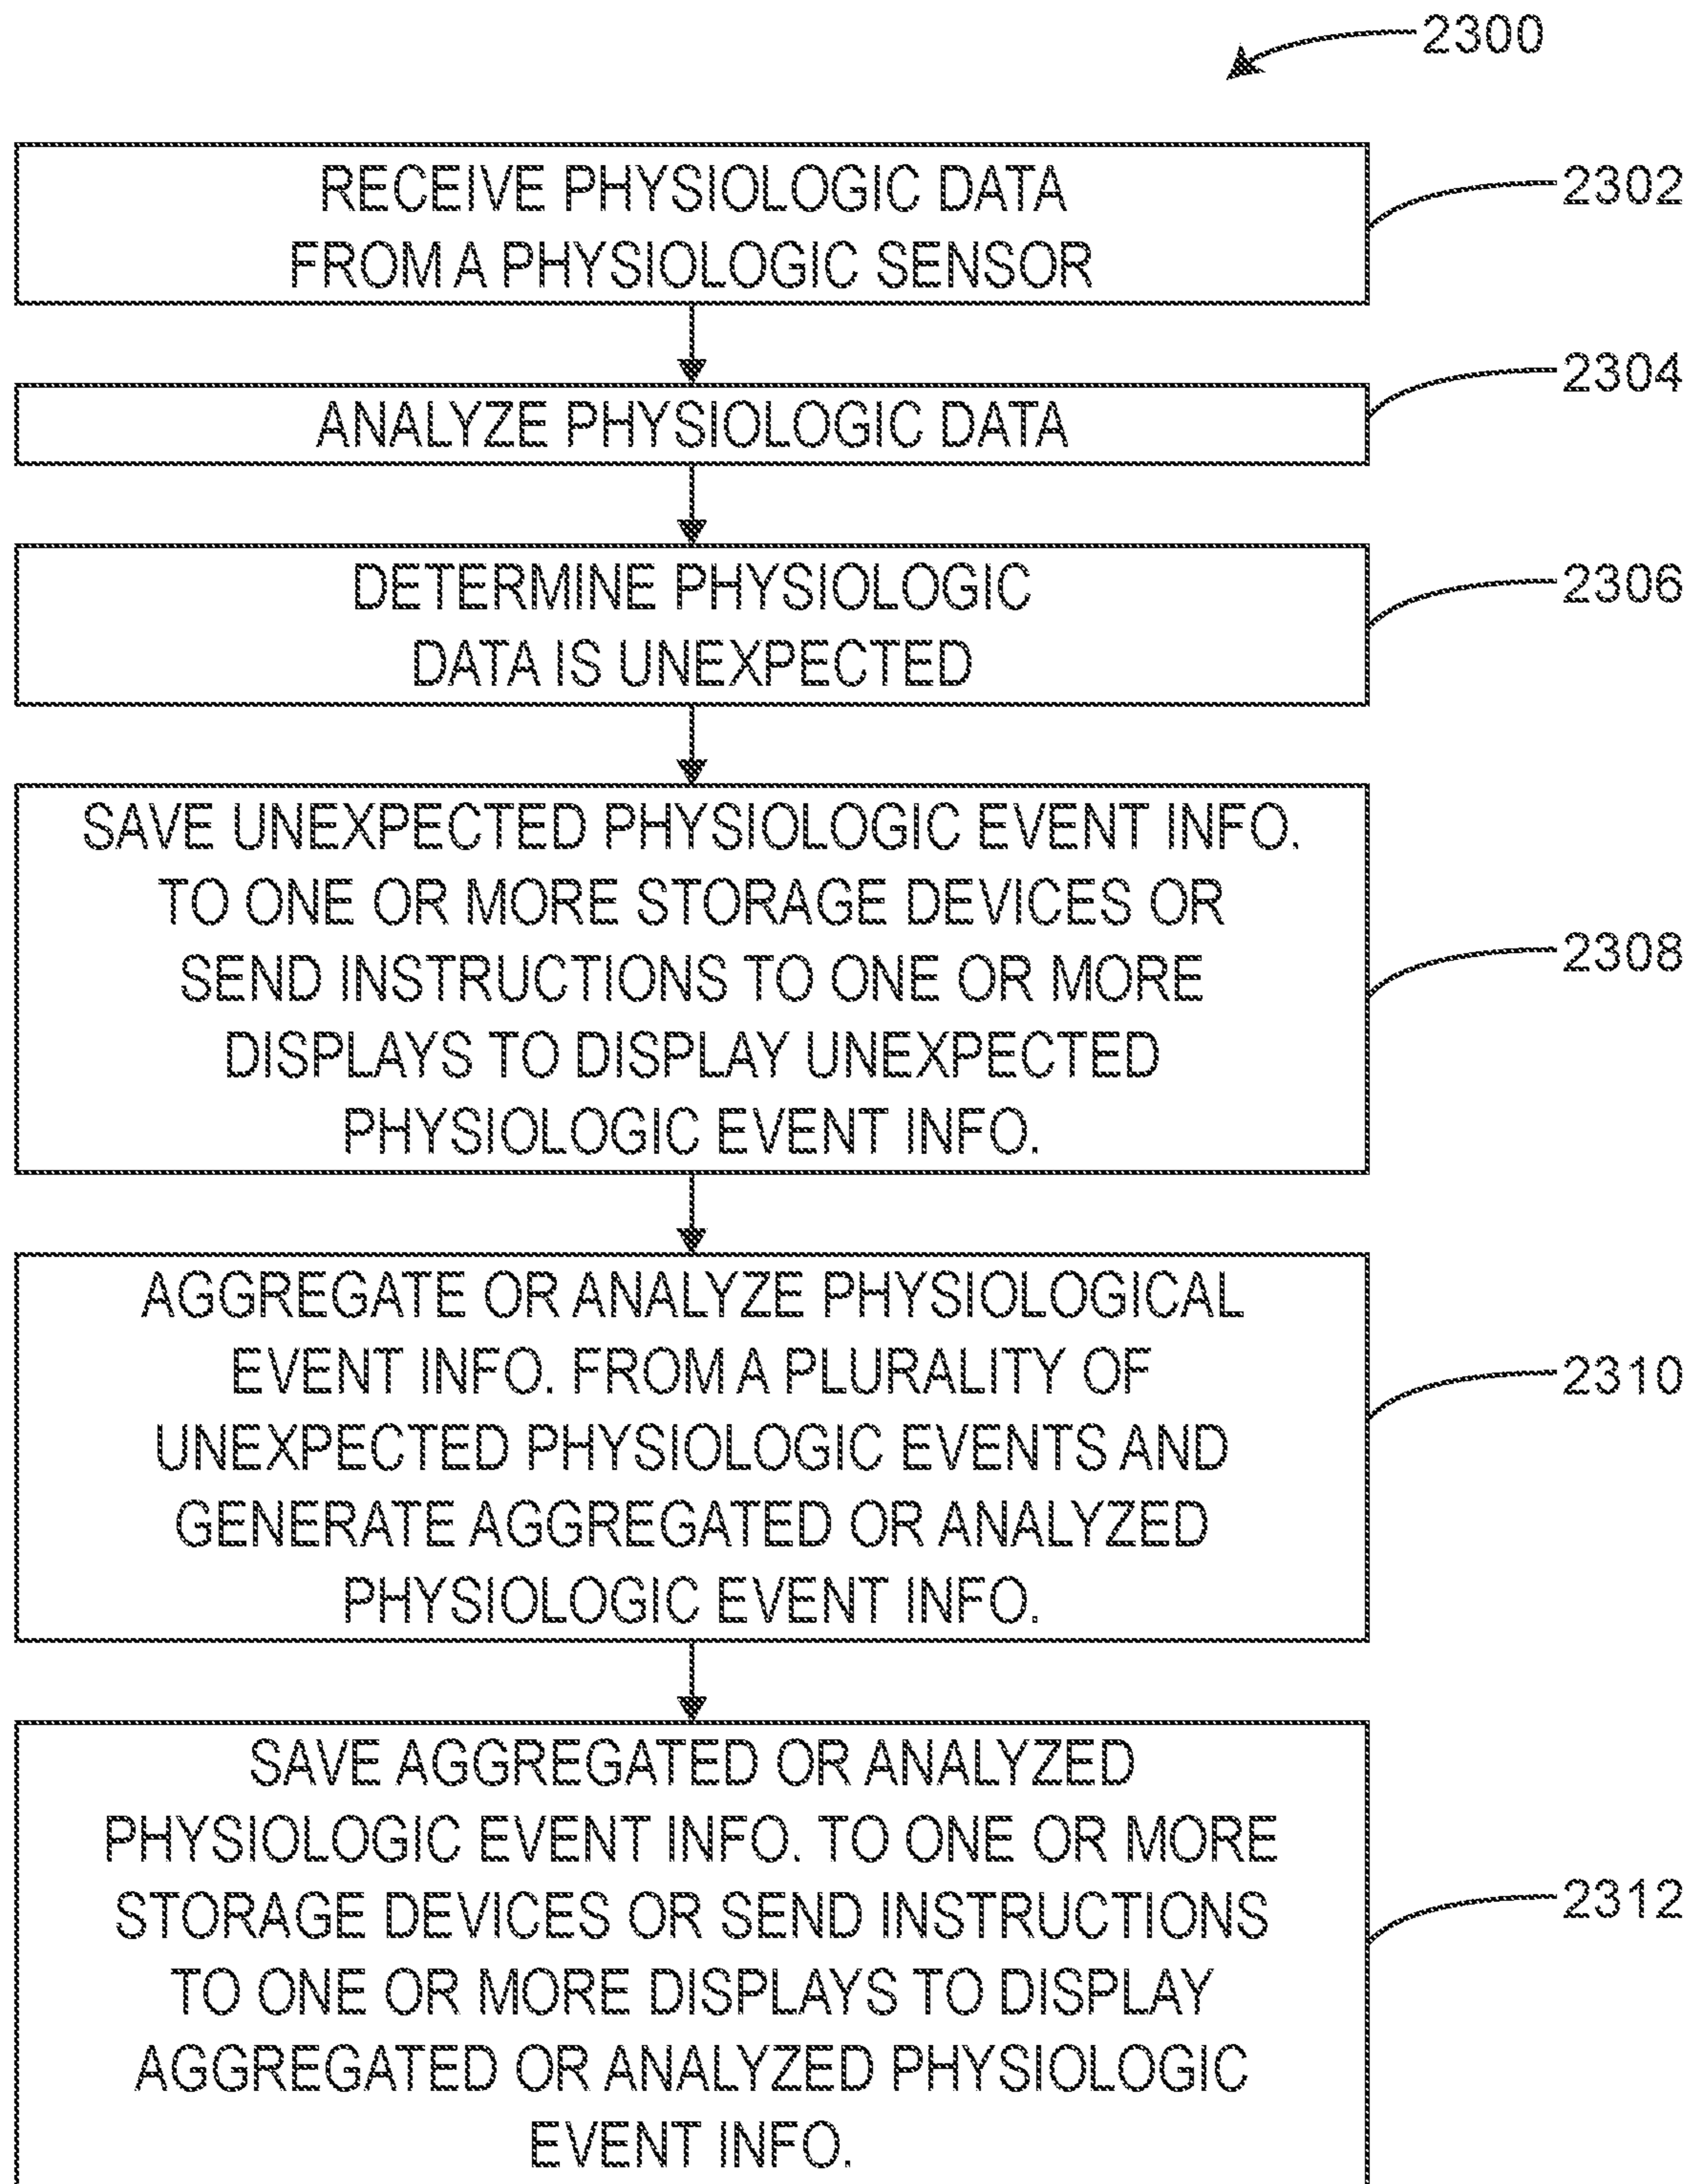 2300
RECEIVE PHYSIOLOGIC DATA
FROM A PHYSIOLOGIC SENSOR
2302
ANALYZE PHYSIOLOGIC DATA
2304
DETERMINE PHYSIOLOGIC
DATA IS UNEXPECTED
2306
SAVE UNEXPECTED PHYSIOLOGIC EVENT INFO.
TO ONE OR MORE STORAGE DEVICES OR
SEND INSTRUCTIONS TO ONE OR MORE
DISPLAYS TO DISPLAY UNEXPECTED
PHYSIOLOGIC EVENT INFO.
2308
AGGREGATE OR ANALYZE PHYSIOLOGICAL
EVENT INFO. FROM A PLURALITY OF
UNEXPECTED PHYSIOLOGIC EVENTS AND
GENERATE AGGREGATED OR ANALYZED
PHYSIOLOGIC EVENT INFO.
2310
SAVE AGGREGATED OR ANALYZED
PHYSIOLOGIC EVENT INFO. TO ONE OR MORE
STORAGE DEVICES OR SEND INSTRUCTIONS
TO ONE OR MORE DISPLAYS TO DISPLAY
AGGREGATED OR ANALYZED PHYSIOLOGIC
EVENT INFO.
2312